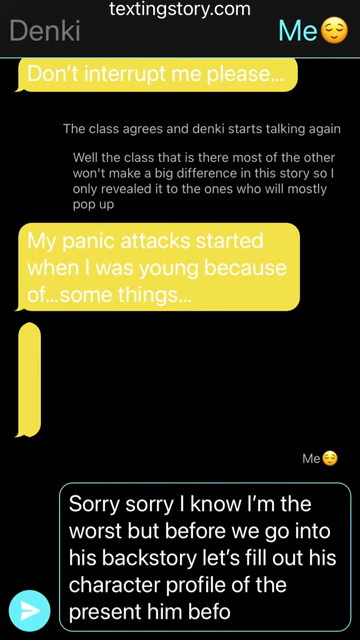 textingstory.com
Denki
Me😌
Don't interrupt me please...
The class agrees and denki starts talking again
Well the class that is there most of the other
won't make a big difference in this story so I
only revealed it to the ones who will mostly
pop up
My panic attacks started
when I was young because
of...some things...
Me😌
Sorry sorry I know I'm the
worst but before we go into
his backstory let's fill out his
character profile of the
present him befo